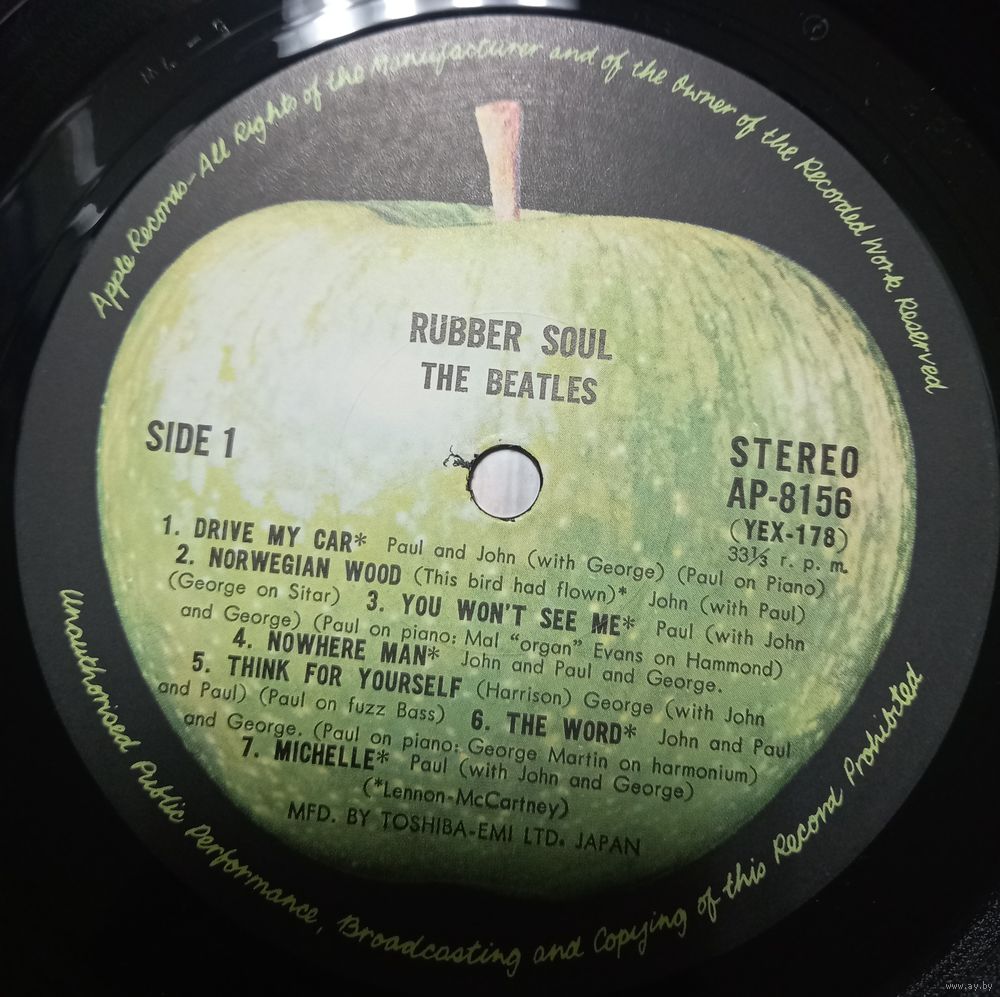 Apple Records-All Rights of the Manufacturer and of the Owner of the Recorded Work Reserved
RUBBER SOUL
THE BEATLES
SIDE 1
STEREO
AP-8156
(YEX-178)
33⅓ r. p. m.
1. DRIVE MY CAR* Paul and John (with George) (Paul on Piano)
2. NORWEGIAN WOOD (This bird had flown)* John (with Paul)
(George on Sitar) 3. YOU WON'T SEE ME* Paul (with John
and George) (Paul on piano: Mal "organ" Evans on Hammond)
4. NOWHERE MAN* John and Paul and George.
5. THINK FOR YOURSELF (Harrison) George (with John
and Paul) (Paul on fuzz Bass) 6. THE WORD* John and Paul
and George. (Paul on piano: George Martin on harmonium)
7. MICHELLE* Paul (with John and George)
(*Lennon-McCartney)
MFD. BY TOSHIBA-EMI LTD. JAPAN
Unauthorised Public Performance, Broadcasting and Copying of this Record Prohibited
www.ay.by